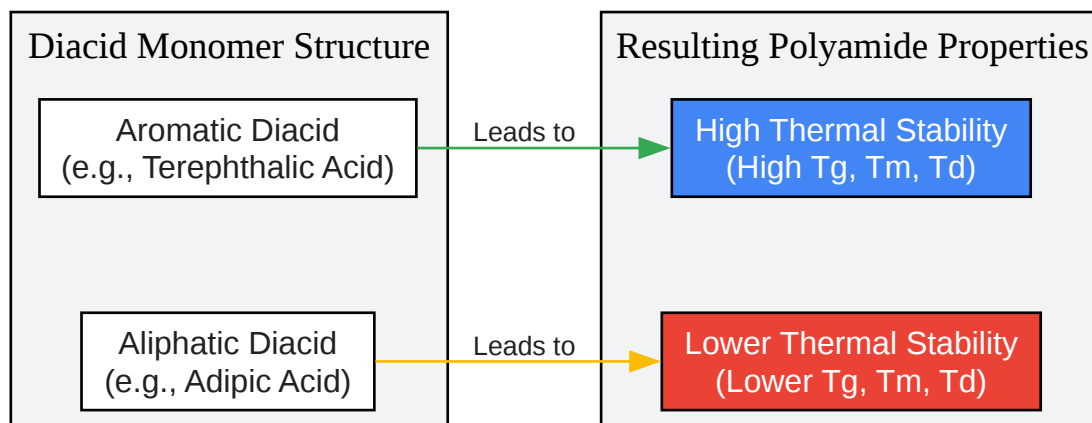 Diacid Monomer Structure
Resulting Polyamide Properties
Aromatic Diacid
(e.g., Terephthalic Acid)
Leads to
High Thermal Stability
(High Tg, Tm, Td)
Aliphatic Diacid
(e.g., Adipic Acid)
Leads to
Lower Thermal Stability
(Lower Tg, Tm, Td)